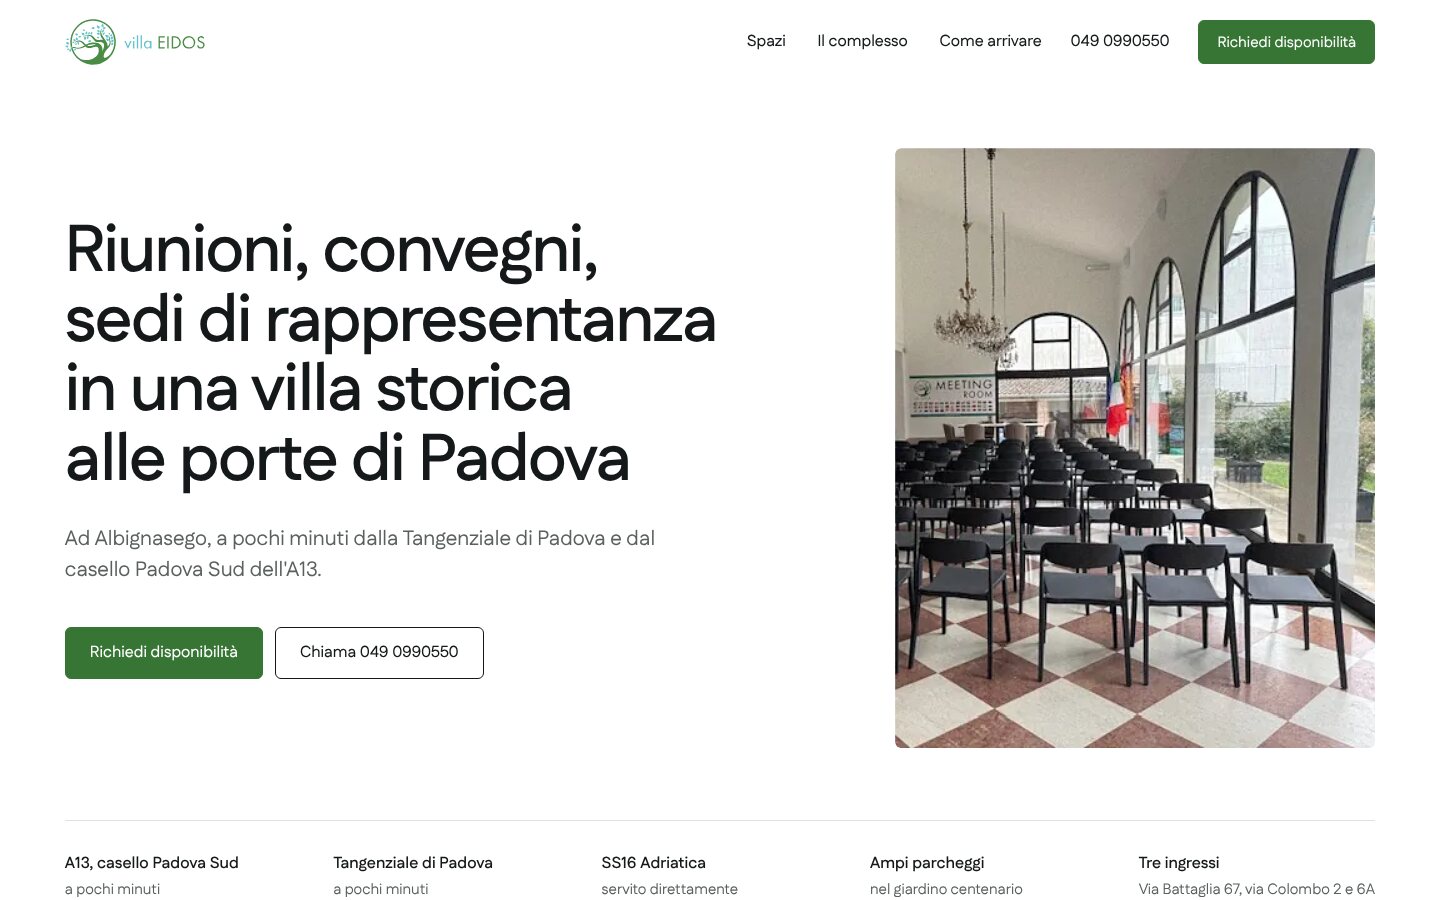 villa EIDOS
Spazi
Il complesso
Come arrivare
049 0990550
Richiedi disponibilità
Riunioni, convegni,
sedi di rappresentanza
in una villa storica
alle porte di Padova
Ad Albignasego, a pochi minuti dalla Tangenziale di Padova e dal
casello Padova Sud dell'A13.
Richiedi disponibilità
Chiama 049 0990550
MEETING
ROOM
A13, casello Padova Sud
a pochi minuti
Tangenziale di Padova
a pochi minuti
SS16 Adriatica
servito direttamente
Ampi parcheggi
nel giardino centenario
Tre ingressi
Via Battaglia 67, via Colombo 2 e 6A